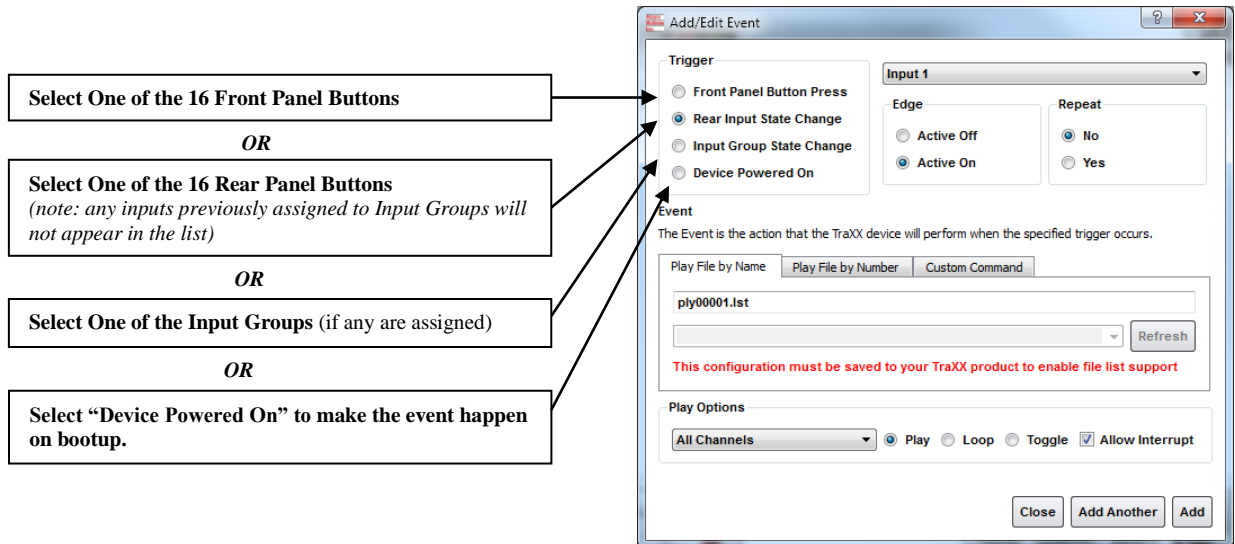 Select One of the 16 Front Panel Buttons
OR
Select One of the 16 Rear Panel Buttons
(note: any inputs previously assigned to Input Groups will
not appear in the list)
OR
Select One of the Input Groups (if any are assigned)
OR
Select “Device Powered On” to make the event happen
on bootup.
Add/Edit Event
Trigger
Front Panel Button Press
Rear Input State Change
Input Group State Change
Device Powered On
Input 1
Edge
Active Off
Active On
Repeat
No
Yes
Event
The Event is the action that the TraXX device will perform when the specified trigger occurs.
Play File by Name
Play File by Number
Custom Command
ply00001.lst
Refresh
This configuration must be saved to your TraXX product to enable file list support
Play Options
All Channels
Play
Loop
Toggle
Allow Interrupt
Close
Add Another
Add